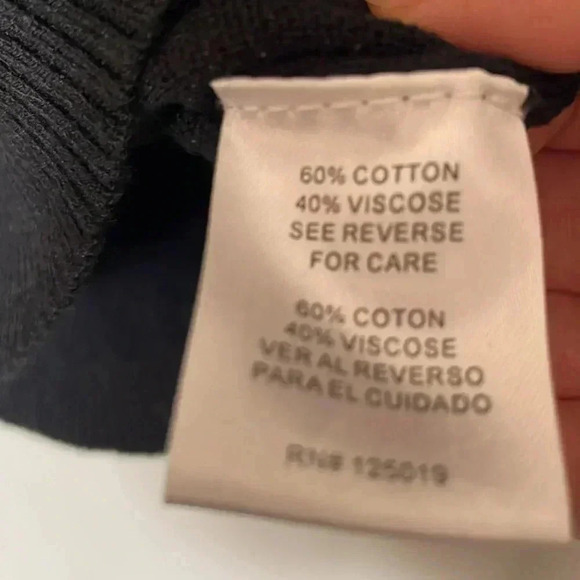 60% COTTON
40% VISCOSE
SEE REVERSE
FOR CARE
60% COTON
40% VISCOSE
VER AL REVERSO
PARA EL CUIDADO
RN# 125019